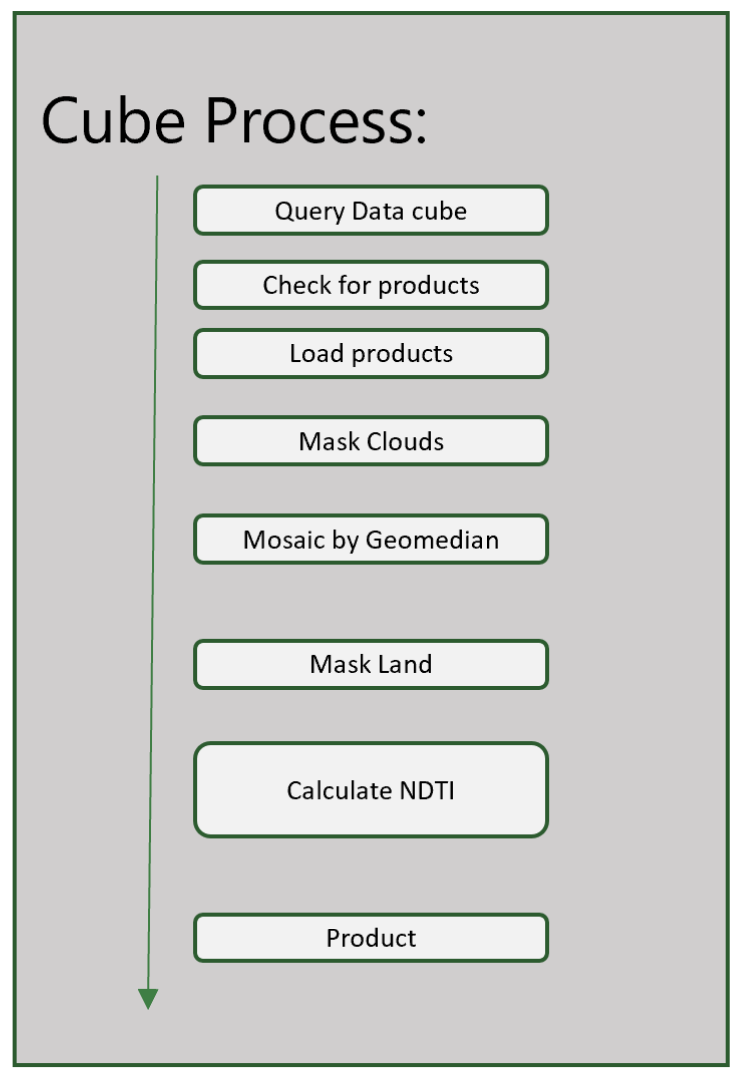 Cube Process:
Query Data cube
Check for products
Load products
Mask Clouds
Mosaic by Geomedian
Mask Land
Calculate NDTI
Product